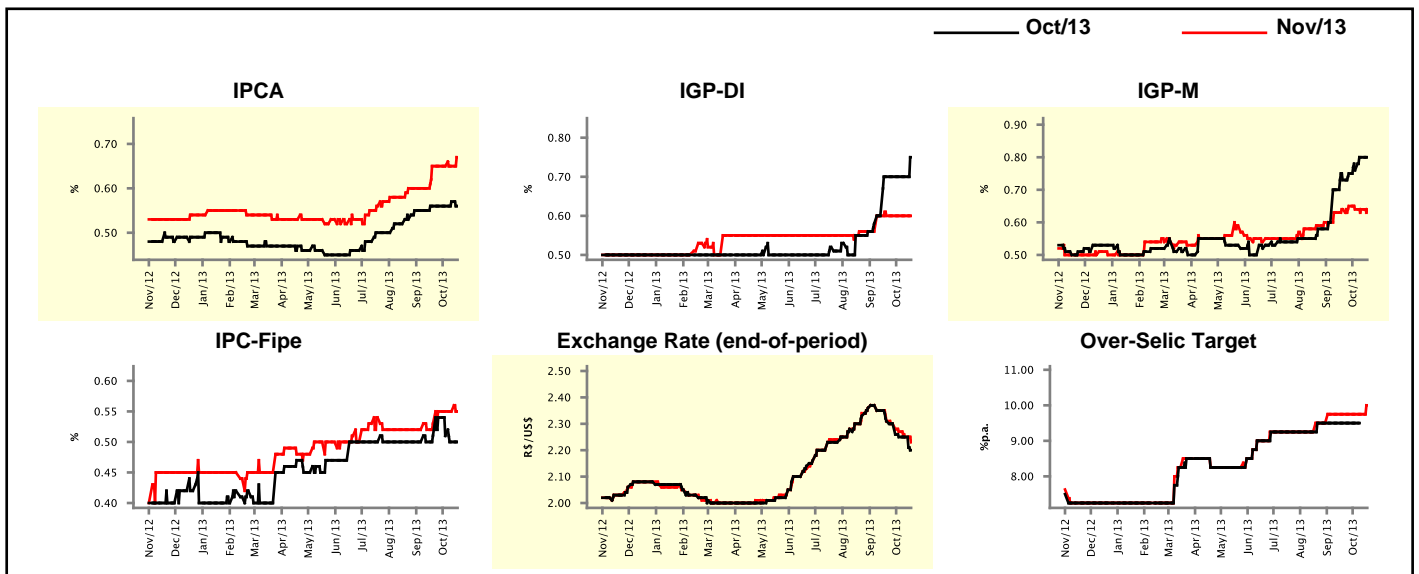 Oct/13
Nov/13
IPCA
0.70
0.60
0.50
%
Nov/12
Dec/12
Jan/13
Feb/13
Mar/13
Apr/13
May/13
Jun/13
Jul/13
Aug/13
Sep/13
Oct/13
IGP-DI
0.80
0.70
0.60
0.50
%
Nov/12
Dec/12
Jan/13
Feb/13
Mar/13
Apr/13
May/13
Jun/13
Jul/13
Aug/13
Sep/13
Oct/13
IGP-M
0.90
0.80
0.70
0.60
0.50
%
Nov/12
Dec/12
Jan/13
Feb/13
Mar/13
Apr/13
May/13
Jun/13
Jul/13
Aug/13
Sep/13
Oct/13
IPC-Fipe
0.60
0.55
0.50
0.45
0.40
%
Nov/12
Dec/12
Jan/13
Feb/13
Mar/13
Apr/13
May/13
Jun/13
Jul/13
Aug/13
Sep/13
Oct/13
Exchange Rate (end-of-period)
2.50
2.40
2.30
2.20
2.10
2.00
R$/US$
Nov/12
Dec/12
Jan/13
Feb/13
Mar/13
Apr/13
May/13
Jun/13
Jul/13
Aug/13
Sep/13
Oct/13
Over-Selic Target
11.00
10.00
9.00
8.00
%p.a.
Nov/12
Dec/12
Jan/13
Feb/13
Mar/13
Apr/13
May/13
Jun/13
Jul/13
Aug/13
Sep/13
Oct/13